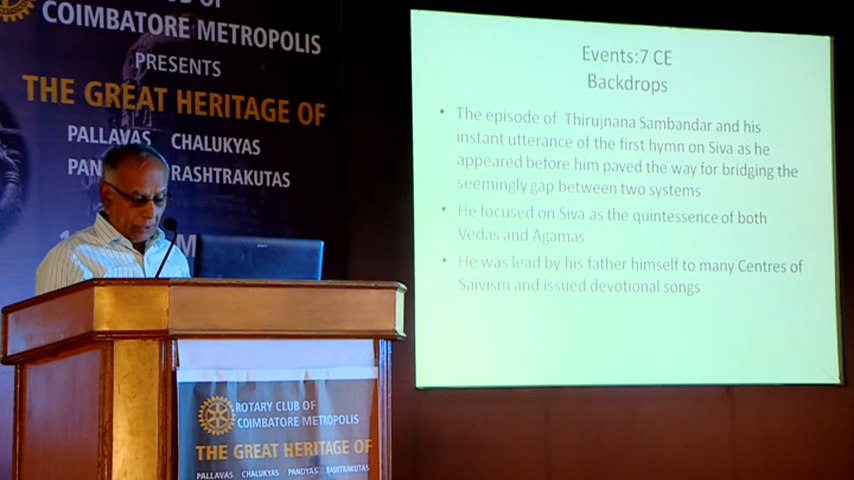 CLUB OF
COIMBATORE METROPOLIS
PRESENTS
THE GREAT HERITAGE OF
PALLAVAS CHALUKYAS
RASHTRAKUTAS
Events:7 CE
Backdrops
• The episode of Thirujnana Sambandar and his
instant utterance of the first hymn on Siva as he
appeared before him paved the way for bridging the
seemingly gap between two systems
• He focused on Siva as the quintessence of both
Vedas and Agamas
• He was lead by his father himself to many Centres of
Saivism and issued devotional songs
ROTARY CLUB OF
COIMBATORE METROPOLIS
THE GREAT HERITAGE OF
PALLAVAS CHALUKYAS PANDYAS RASHTRAKUTAS